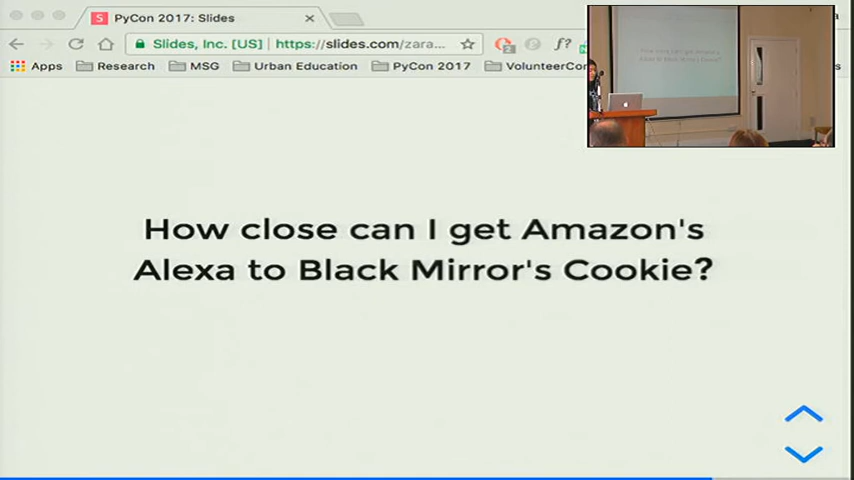 PyCon 2017: Slides
Slides, Inc. [US] https://slides.com/zara...
f?
Apps Research MSG Urban Education PyCon 2017 VolunteerCor
How close can I get Amazon's
Alexa to Black Mirror's Cookie?